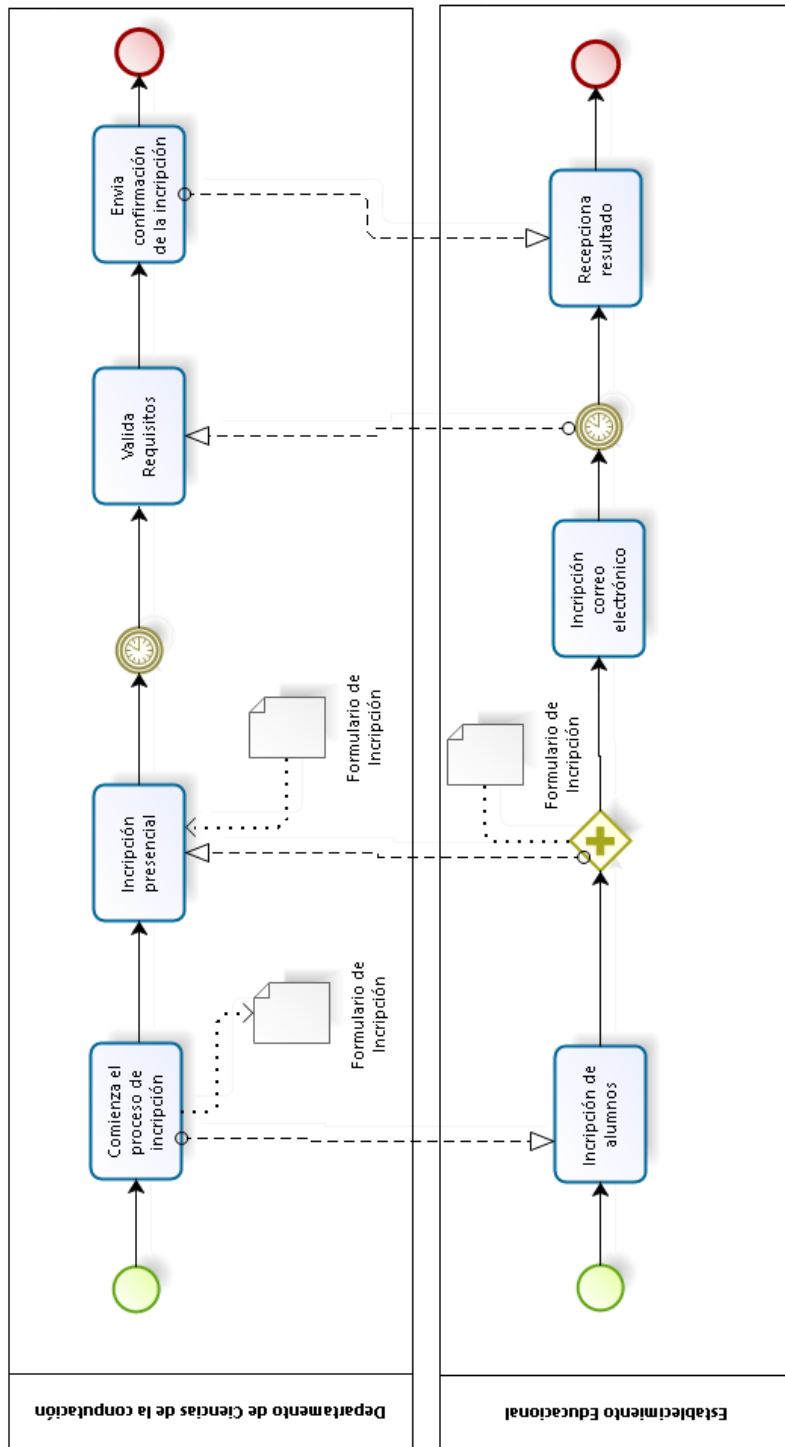 Departamento de Ciencias de la conputación
Comienza el
proceso de
incripción
Formulario de
Incripción
Incripción
presencial
Formulario de
Incripción
Valida
Requisitos
Envia
confirmación
de la incripción
Establecimiento Educacional
Incripción de
alumnos
Formulario de
Incripción
Incripción
correo
electrónico
Recepciona
resultado